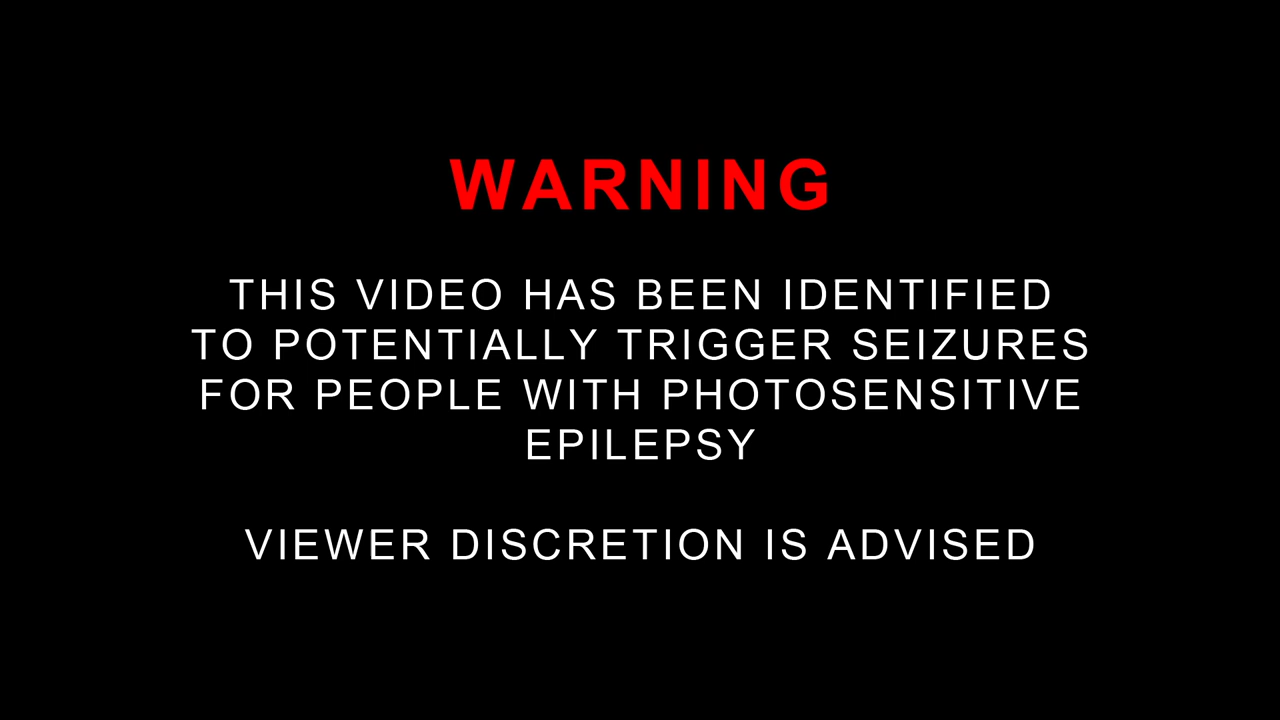 WARNING
THIS VIDEO HAS BEEN IDENTIFIED
TO POTENTIALLY TRIGGER SEIZURES
FOR PEOPLE WITH PHOTOSENSITIVE
EPILEPSY
VIEWER DISCRETION IS ADVISED